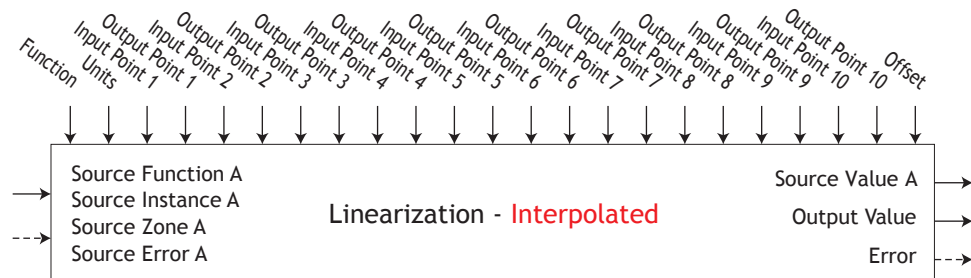 Function
Units
Input Point 1
Output Point 1
Input Point 2
Output Point 2
Input Point 3
Output Point 3
Input Point 4
Output Point 4
Input Point 5
Output Point 5
Input Point 6
Output Point 6
Input Point 7
Output Point 7
Input Point 8
Output Point 8
Input Point 9
Output Point 9
Input Point 10
Output Point 10
Offset
Source Function A
Source Instance A
Source Zone A
Source Error A
Linearization - Interpolated
Source Value A
Output Value
Error